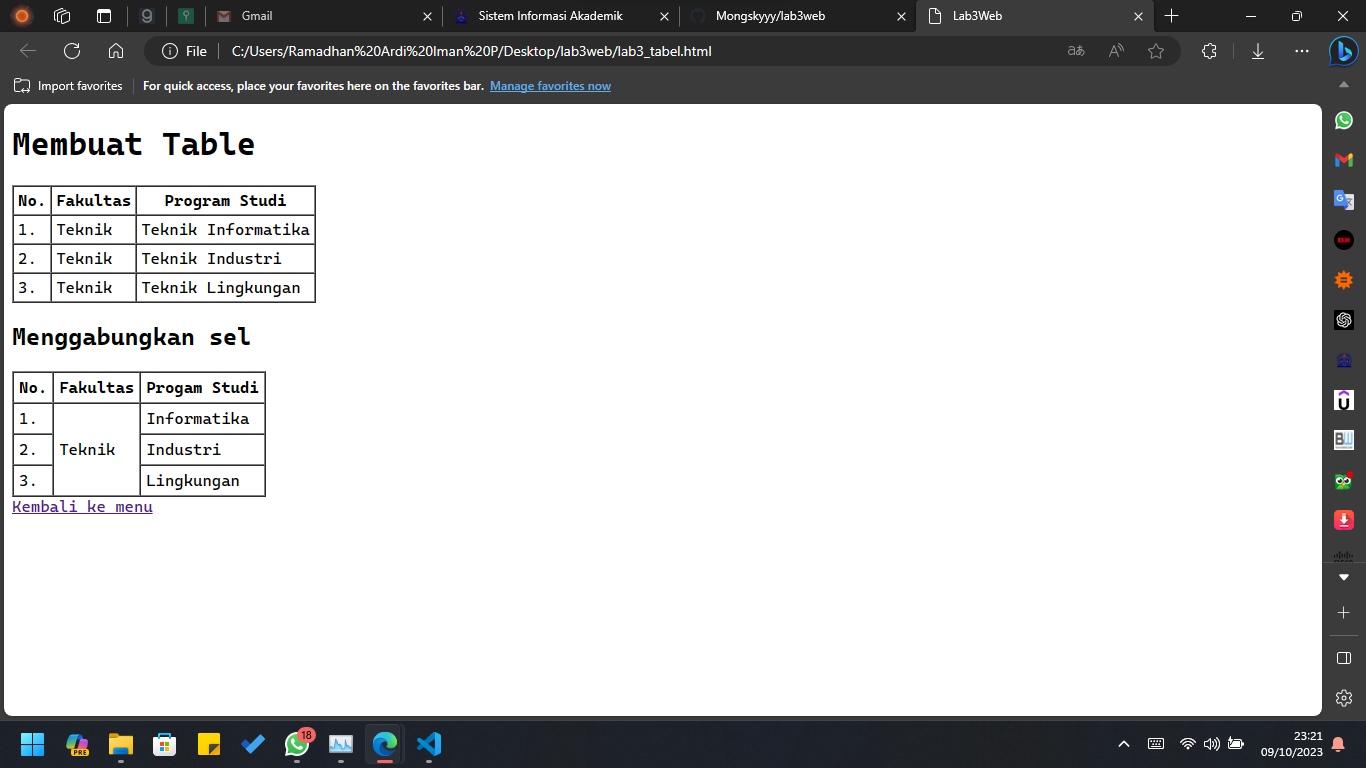 Gmail
Sistem Informasi Akademik
Mongskyyy/lab3web
Lab3Web
File
C:/Users/Ramadhan%20Ardi%20Iman%20P/Desktop/lab3web/lab3_tabel.html
Import favorites
For quick access, place your favorites here on the favorites bar. Manage favorites now
Membuat Table
No. Fakultas Program Studi
1. Teknik Teknik Informatika
2. Teknik Teknik Industri
3. Teknik Teknik Lingkungan
Menggabungkan sel
No. Fakultas Progam Studi
1. Informatika
2. Teknik Industri
3. Lingkungan
Kembali ke menu
PRE
18
23:21
09/10/2023